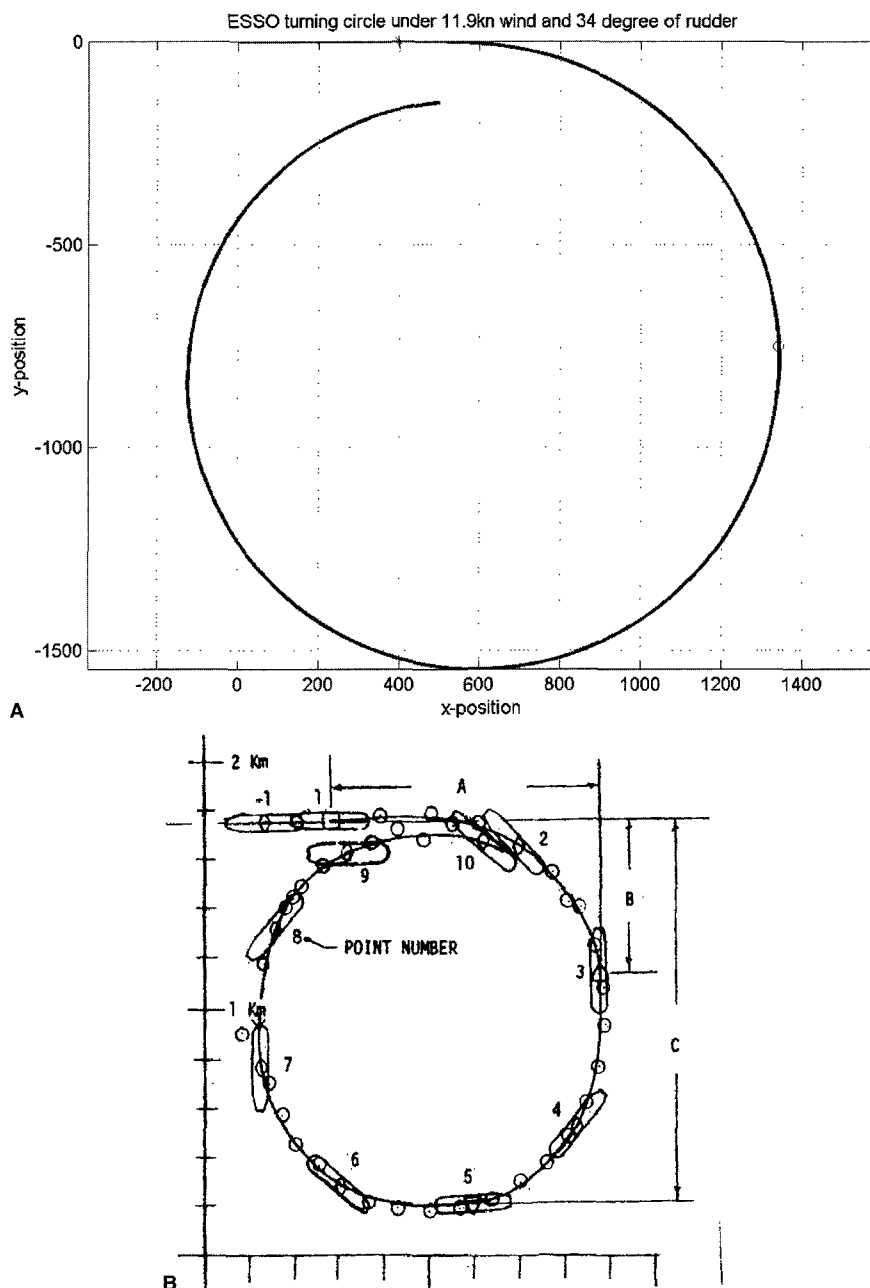 ESSO turning circle under 11.9kn wind and 34 degree of rudder
0
-500
-1000
-1500
y-position
-200 0 200 400 600 800 1000 1200 1400
x-position
A
2 Km
A
-1 1
2
10
9
B
8 POINT NUMBER
3
1 Km
C
7
4
6
5
B